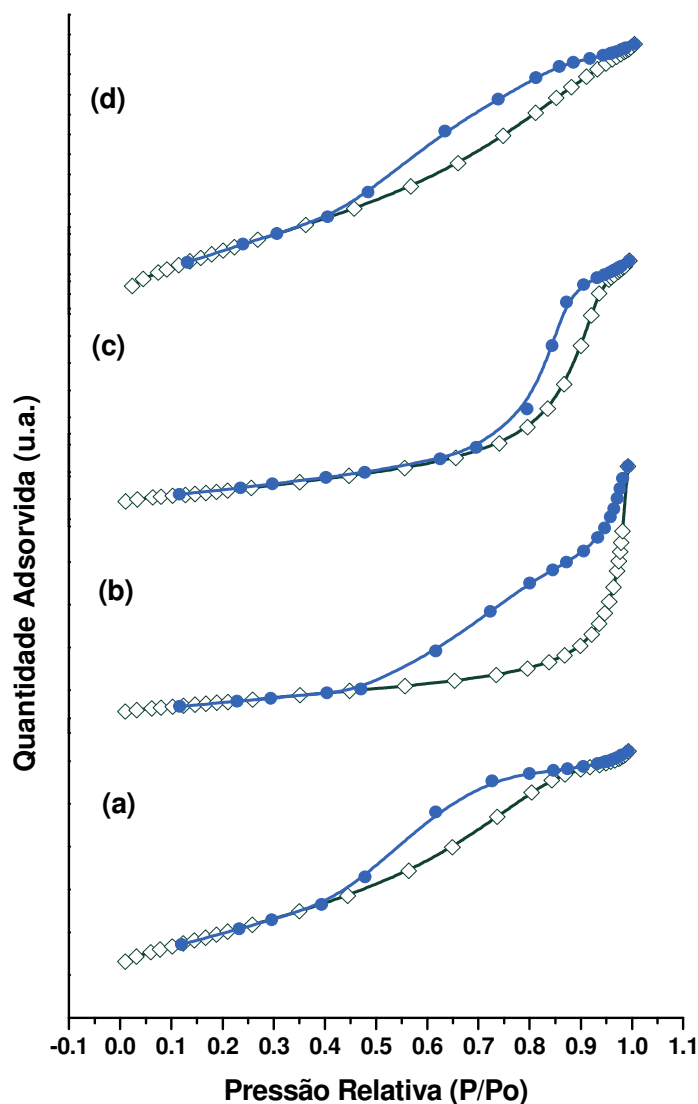 (d)
(c)
(b)
(a)
Quantidade Adsorvida (u.a.)
-0.1 0.0 0.1 0.2 0.3 0.4 0.5 0.6 0.7 0.8 0.9 1.0 1.1
Pressão Relativa (P/Po)